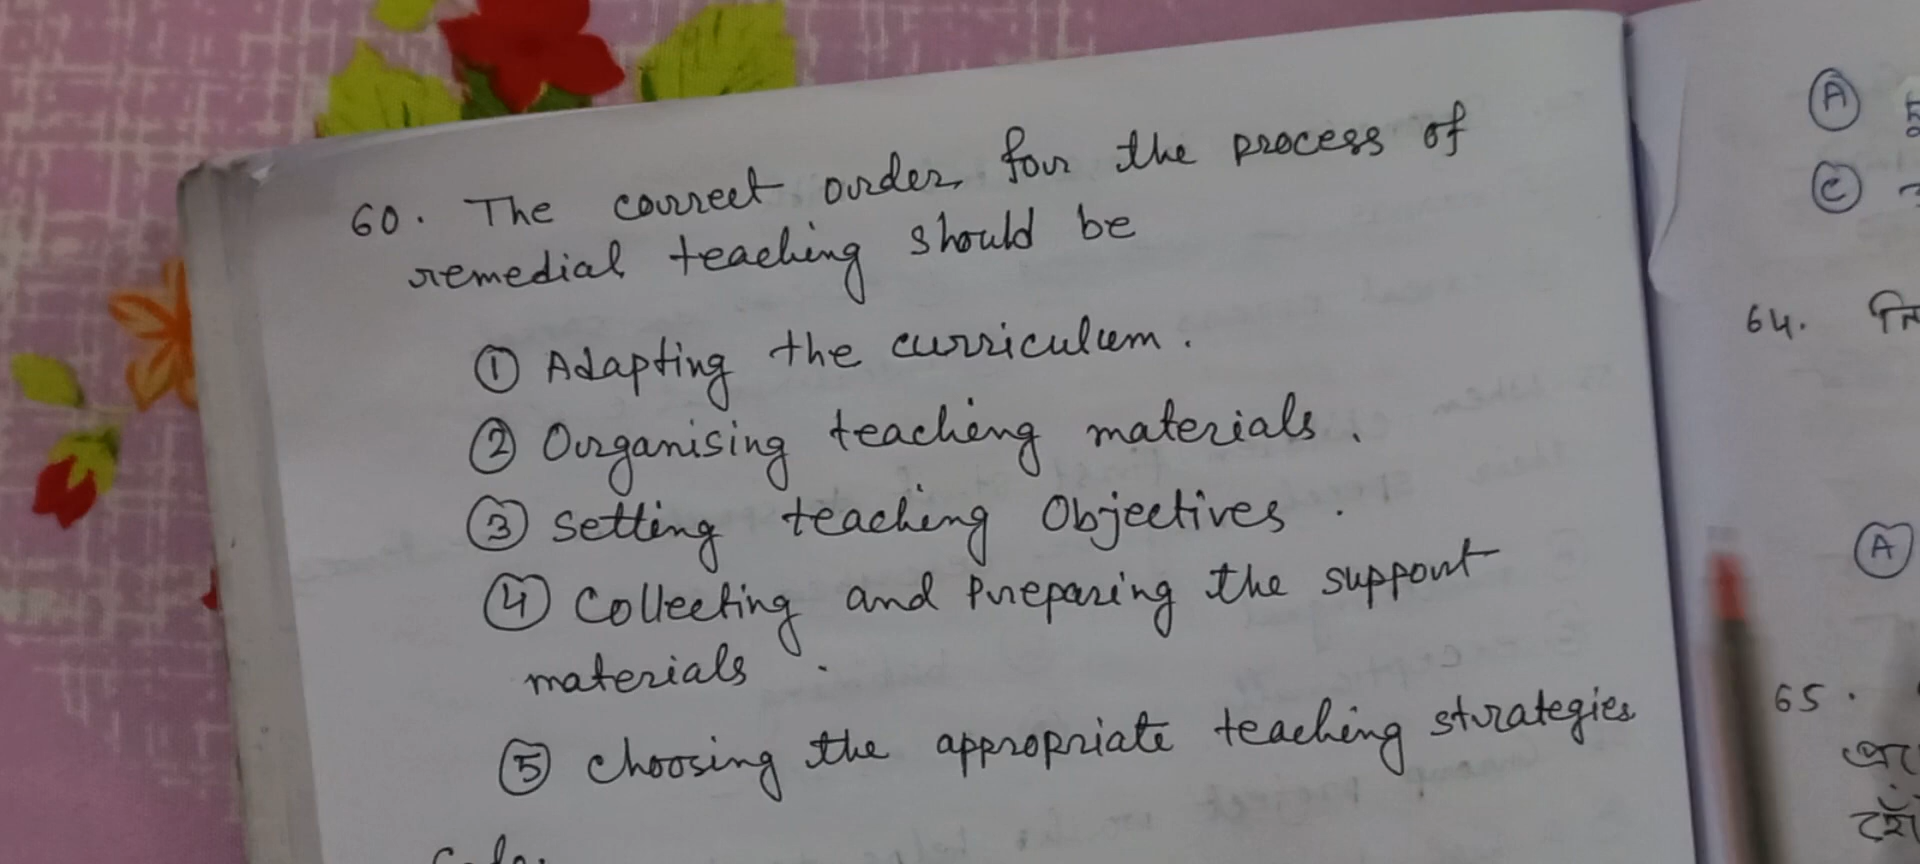 60. The correct order for the process of
remedial teaching should be
① Adapting the curriculum.
② Organising teaching materials.
③ Setting teaching Objectives.
④ Collecting and Preparing the support
materials.
⑤ choosing the appropriate teaching strategies
Ⓐ
Ⓒ
64.
Ⓐ
65.